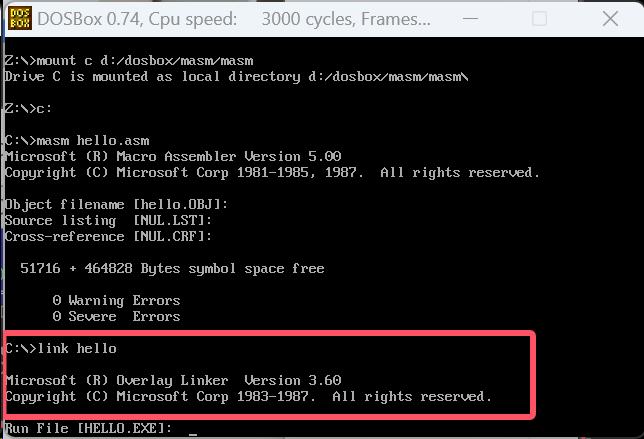 DOSBox 0.74, Cpu speed:    3000 cycles, Frames...
Z:\>mount c d:/dosbox/masm/masm
Drive C is mounted as local directory d:/dosbox/masm/masm\
Z:\>c:
C:\>masm hello.asm
Microsoft (R) Macro Assembler Version 5.00
Copyright (C) Microsoft Corp 1981-1985, 1987.  All rights reserved.
Object filename [hello.OBJ]:
Source listing  [NUL.LST]:
Cross-reference [NUL.CRF]:
  51716 + 464828 Bytes symbol space free
      0 Warning Errors
      0 Severe  Errors
C:\>link hello
Microsoft (R) Overlay Linker  Version 3.60
Copyright (C) Microsoft Corp 1983-1987.  All rights reserved.
Run File [HELLO.EXE]: _